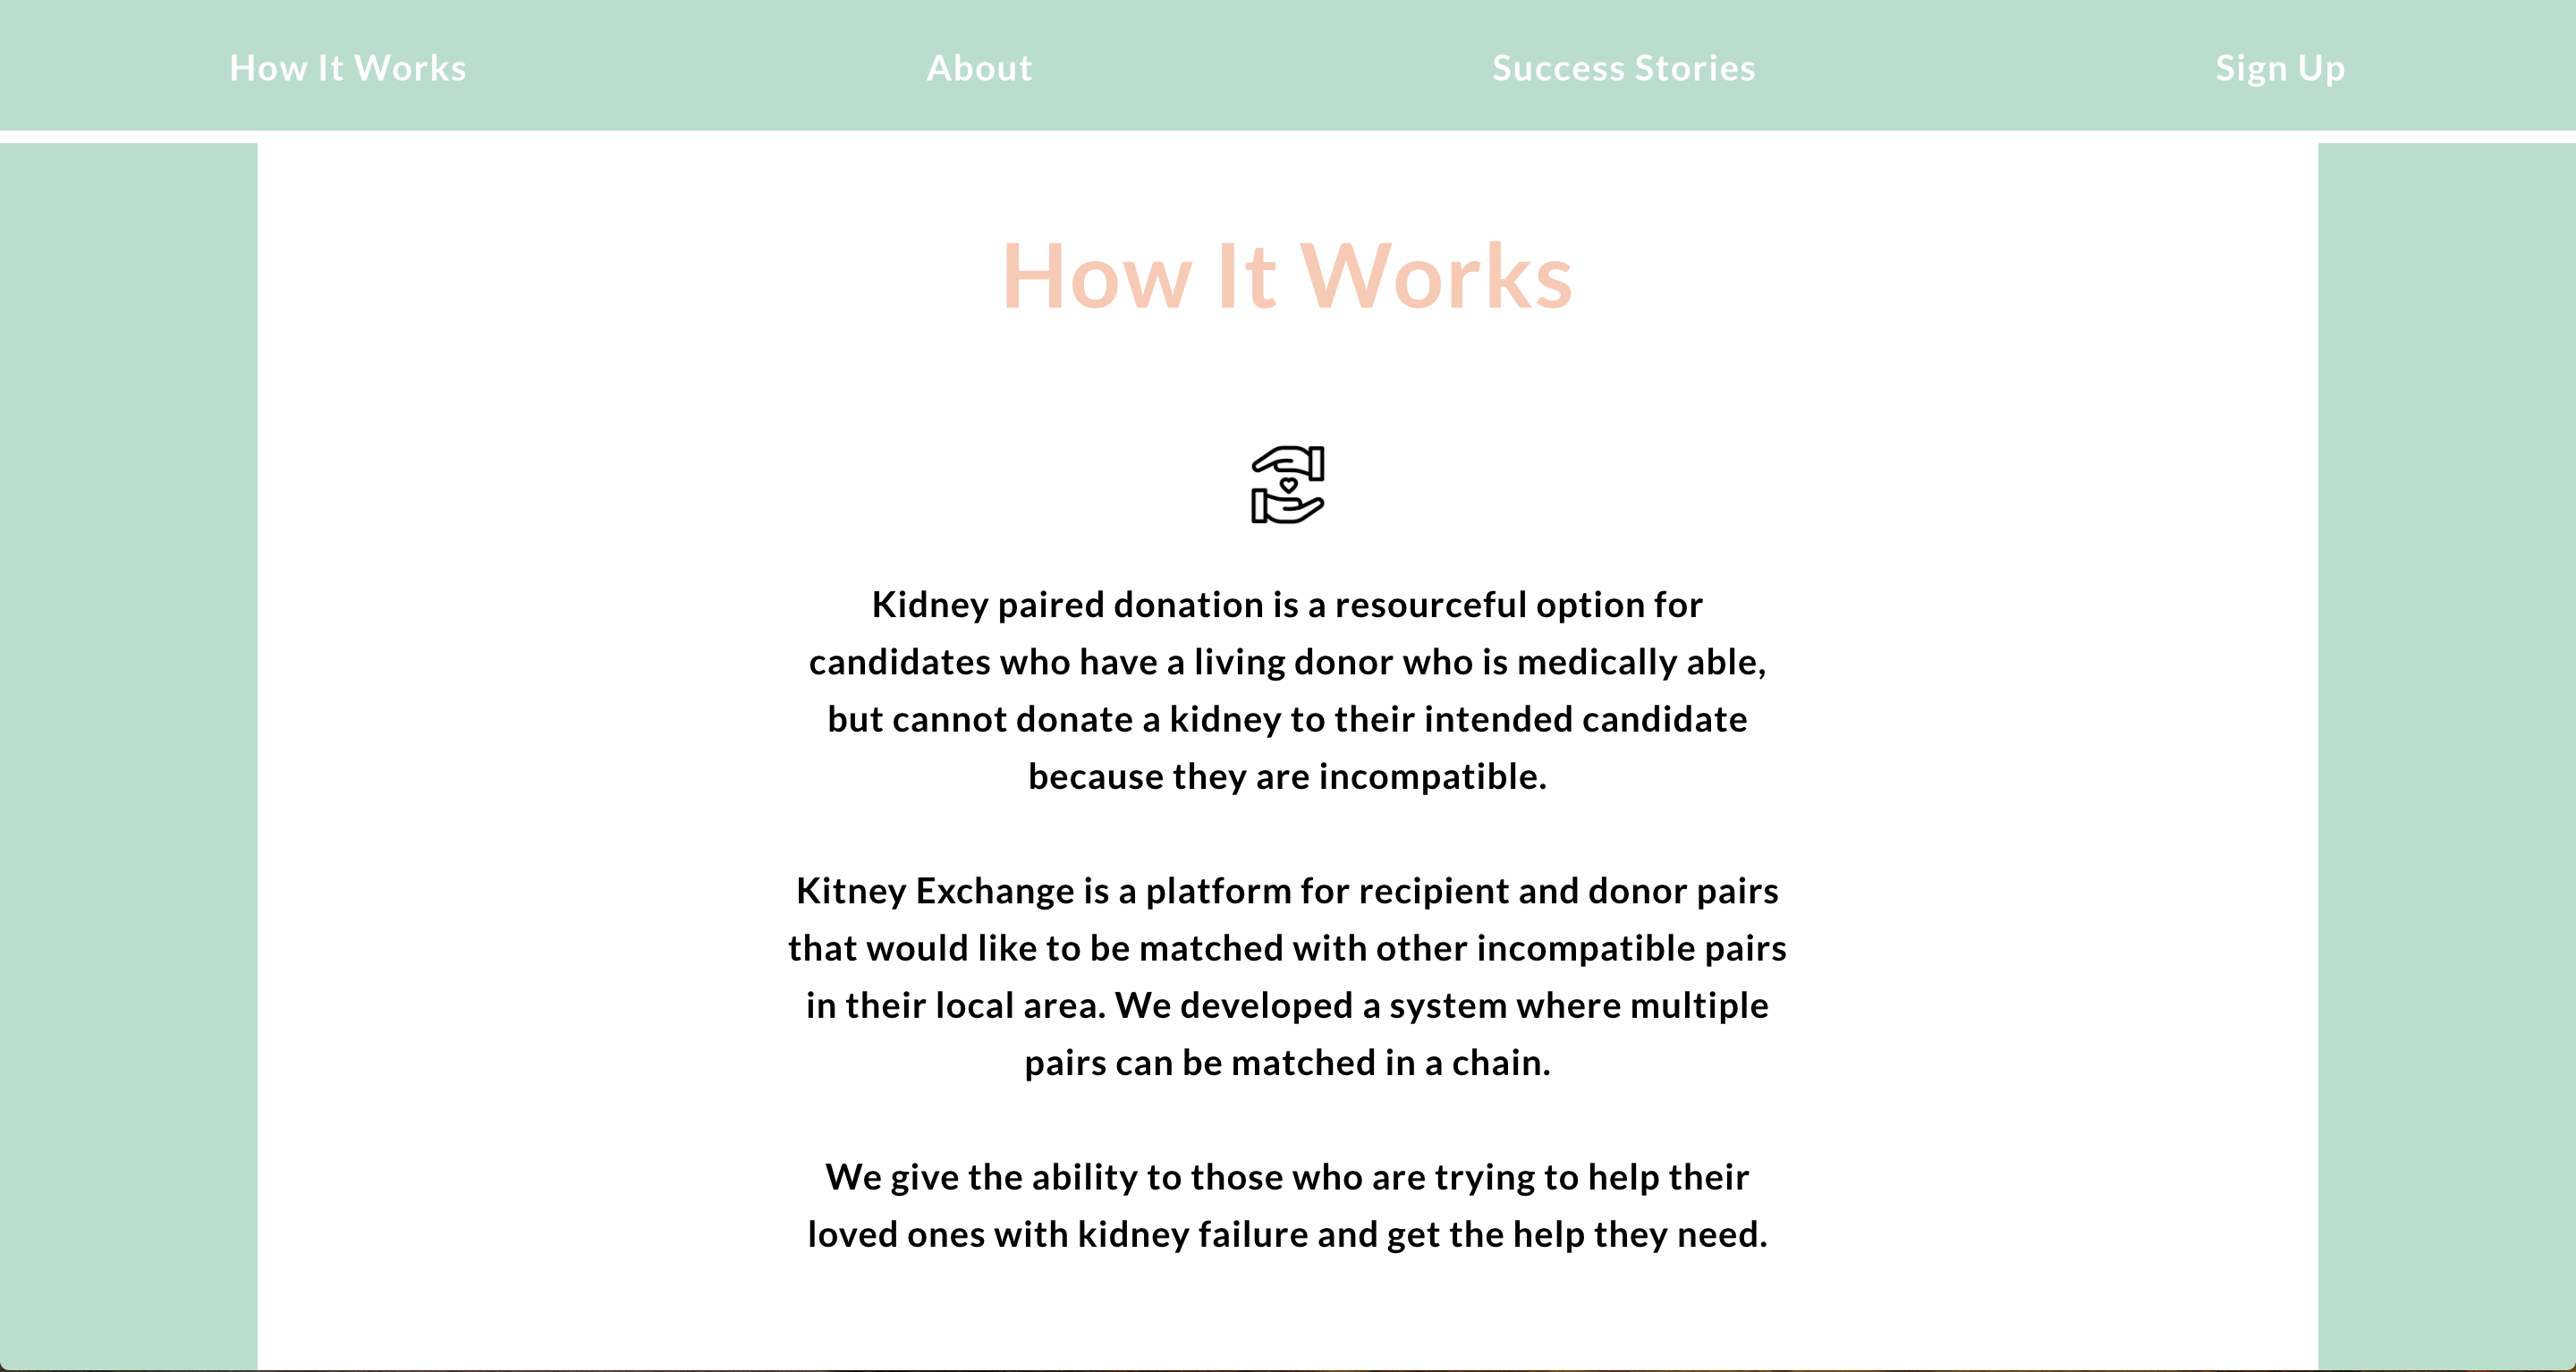 How It Works
About
Success Stories
Sign Up
How It Works
Kidney paired donation is a resourceful option for
candidates who have a living donor who is medically able,
but cannot donate a kidney to their intended candidate
because they are incompatible.
Kitney Exchange is a platform for recipient and donor pairs
that would like to be matched with other incompatible pairs
in their local area. We developed a system where multiple
pairs can be matched in a chain.
We give the ability to those who are trying to help their
loved ones with kidney failure and get the help they need.